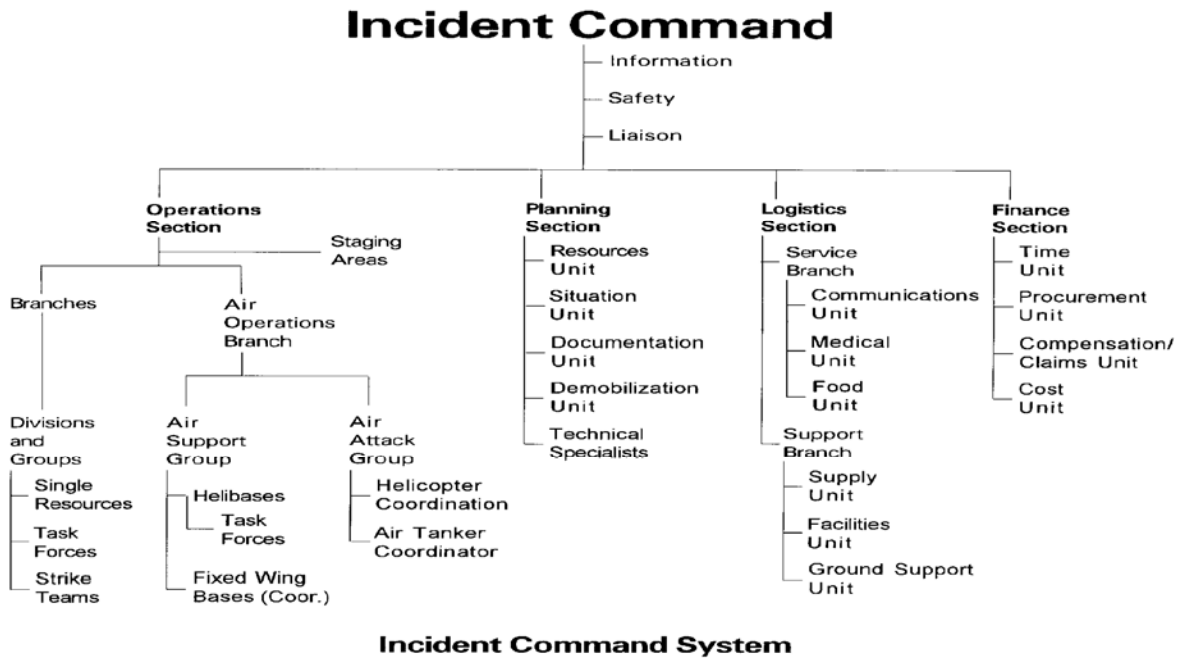 Incident Command
Information
Safety
Liaison
Operations
Section
Staging
Areas
Branches
Air
Operations
Branch
Divisions
and
Groups
Single
Resources
Task
Forces
Strike
Teams
Air
Support
Group
Helibases
Task
Forces
Fixed Wing
Bases (Coor.)
Air
Attack
Group
Helicopter
Coordination
Air Tanker
Coordinator
Planning
Section
Resources
Unit
Situation
Unit
Documentation
Unit
Demobilization
Unit
Technical
Specialists
Logistics
Section
Service
Branch
Communications
Unit
Medical
Unit
Food
Unit
Support
Branch
Supply
Unit
Facilities
Unit
Ground Support
Unit
Finance
Section
Time
Unit
Procurement
Unit
Compensation/
Claims Unit
Cost
Unit
Incident Command System